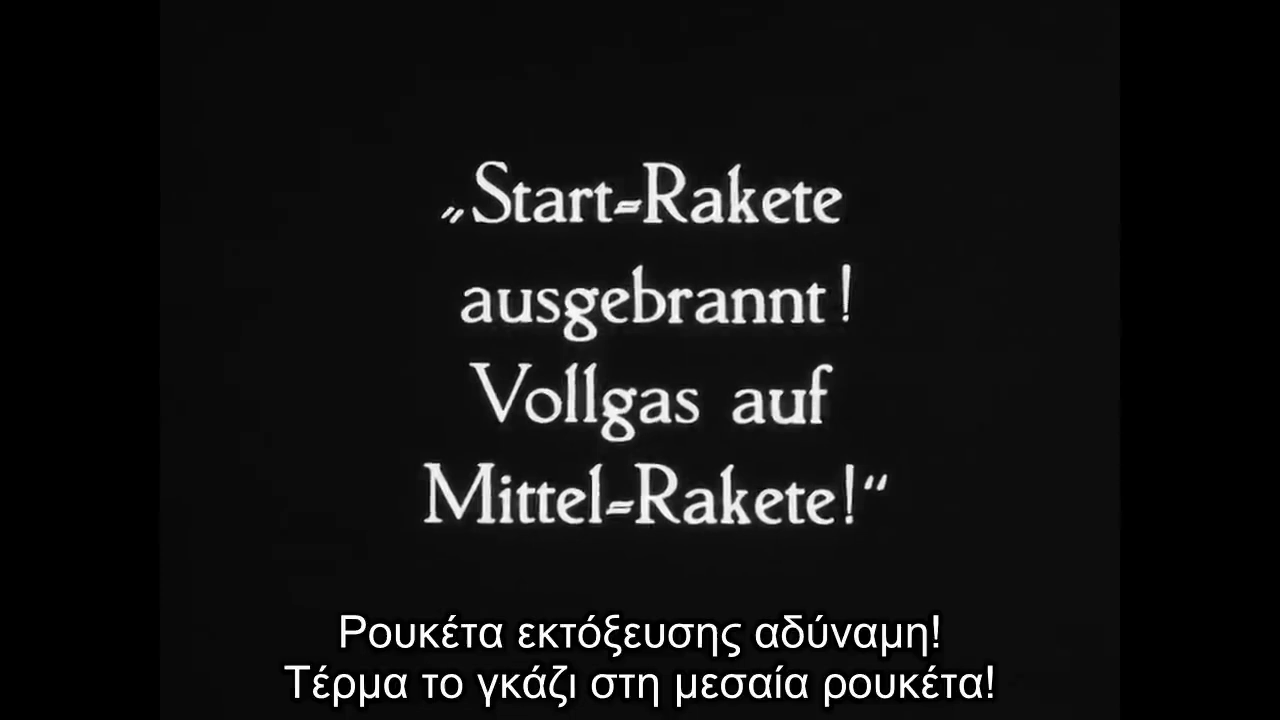 „Start-Rakete
ausgebrannt!
Vollgas auf
Mittel-Rakete!“
Ρουκέτα εκτόξευσης αδύναμη!
Τέρμα το γκάζι στη μεσαία ρουκέτα!